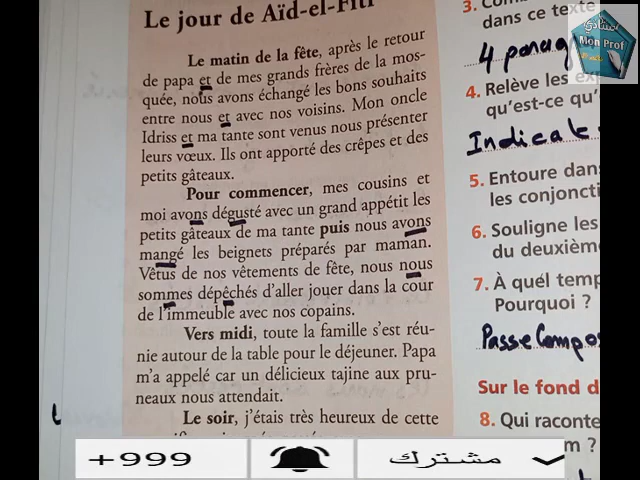 Le jour de Aïd-el-Fitr
Le matin de la fête, après le retour
de papa et de mes grands frères de la mos-
quée, nous avons échangé les bons souhaits
entre nous et avec nos voisins. Mon oncle
Idriss et ma tante sont venus nous présenter
leurs vœux. Ils ont apporté des crêpes et des
petits gâteaux.
Pour commencer, mes cousins et
moi avons dégusté avec un grand appétit les
petits gâteaux de ma tante puis nous avons
mangé les beignets préparés par maman.
Vêtus de nos vêtements de fête, nous nous
sommes dépêchés d'aller jouer dans la cour
de l'immeuble avec nos copains.
Vers midi, toute la famille s'est réu-
nie autour de la table pour le déjeuner. Papa
m'a appelé car un délicieux tajine aux pru-
neaux nous attendait.
Le soir, j'étais très heureux de cette
3.
dans ce texte
4 parag
4. Relève les exp
qu'est-ce qu'
Indicate
5. Entoure dan
les conjoncti
6. Souligne les
du deuxièm
7. À quel temp
Pourquoi ?
Passe Compos
Sur le fond d
8. Qui raconte
m ?
Mon Prof
+999
مشترك